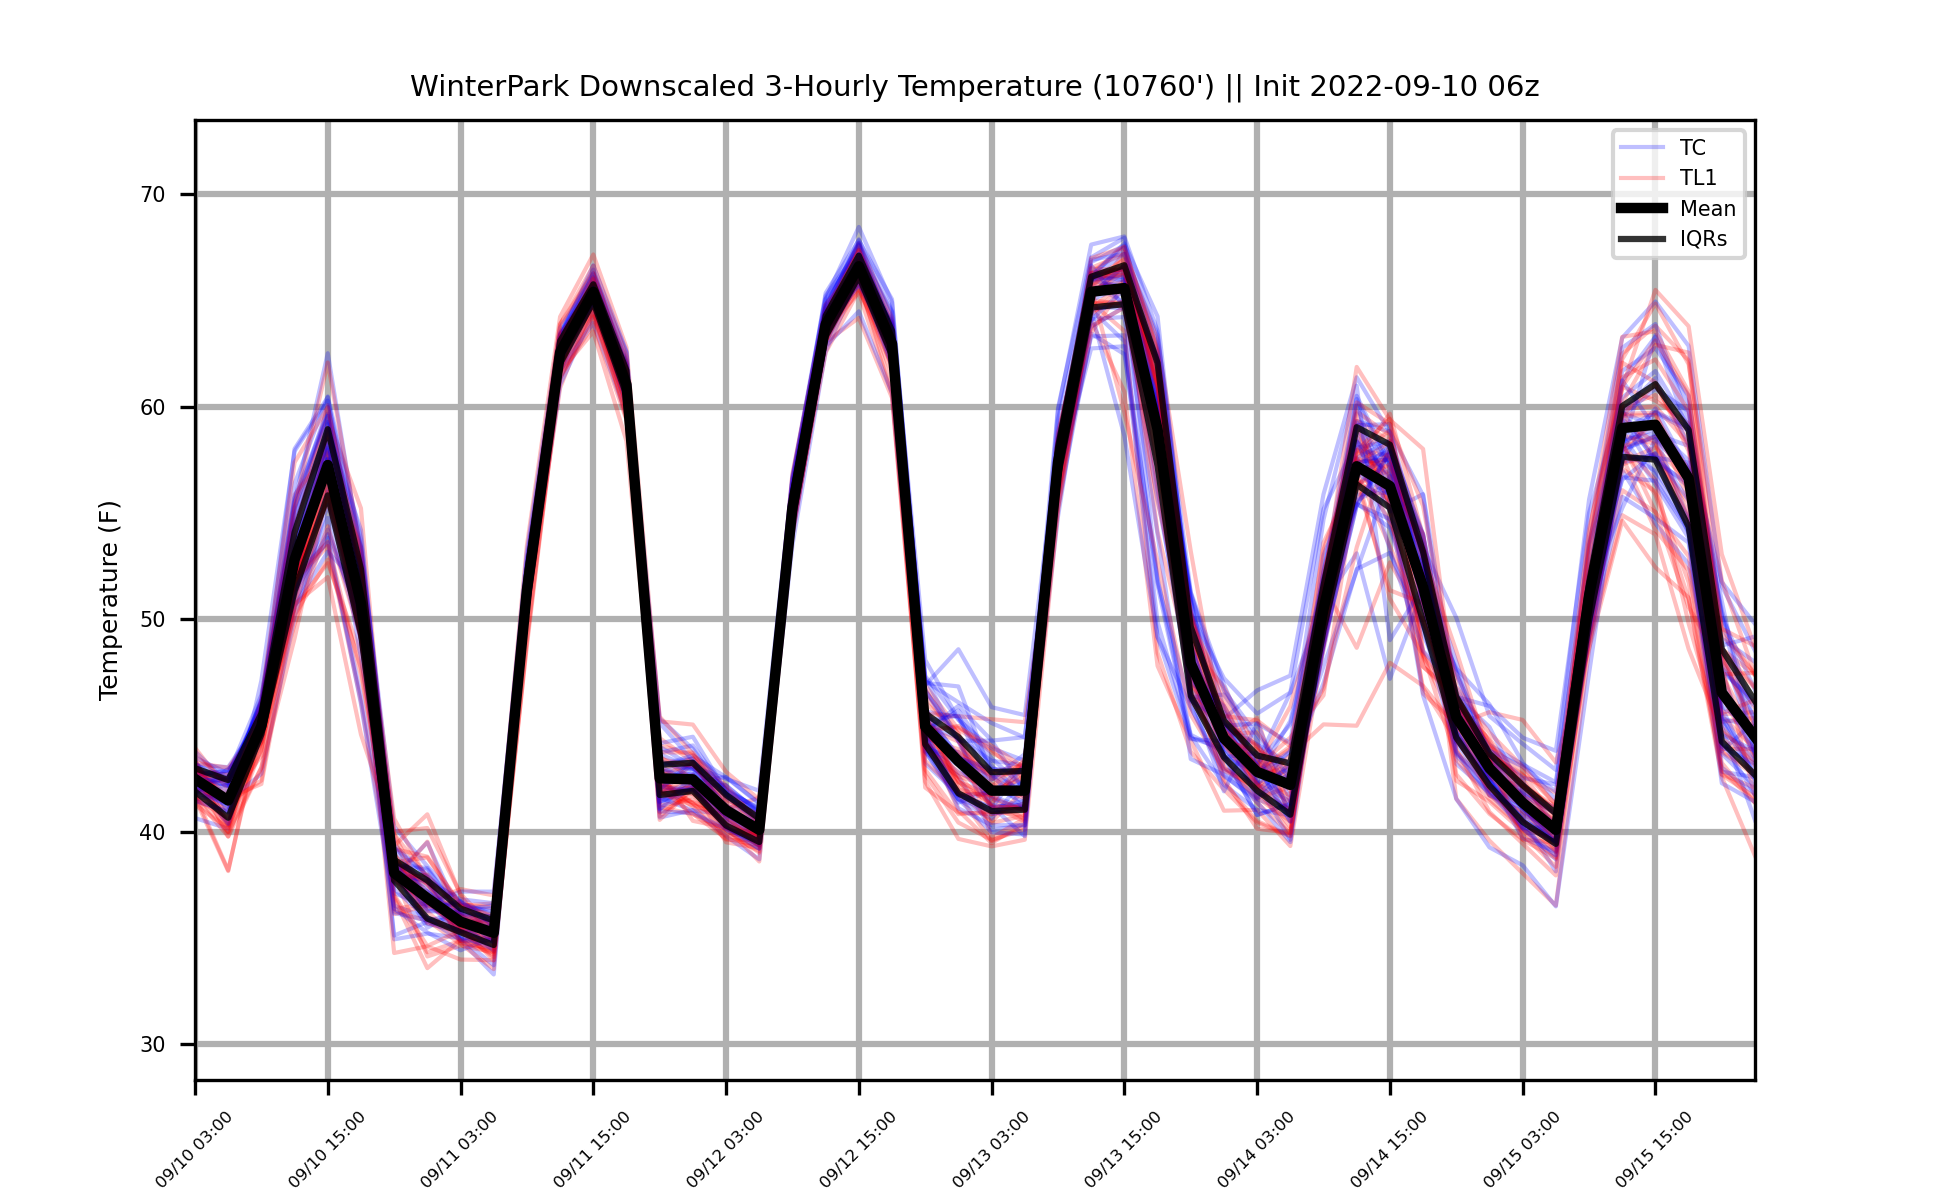 WinterPark Downscaled 3-Hourly Temperature (10760') || Init 2022-09-10 06z
TC
TL1
Mean
IQRs
Temperature (F)
70
60
50
40
30
09/10 03:00
09/10 15:00
09/11 03:00
09/11 15:00
09/12 03:00
09/12 15:00
09/13 03:00
09/13 15:00
09/14 03:00
09/14 15:00
09/15 03:00
09/15 15:00